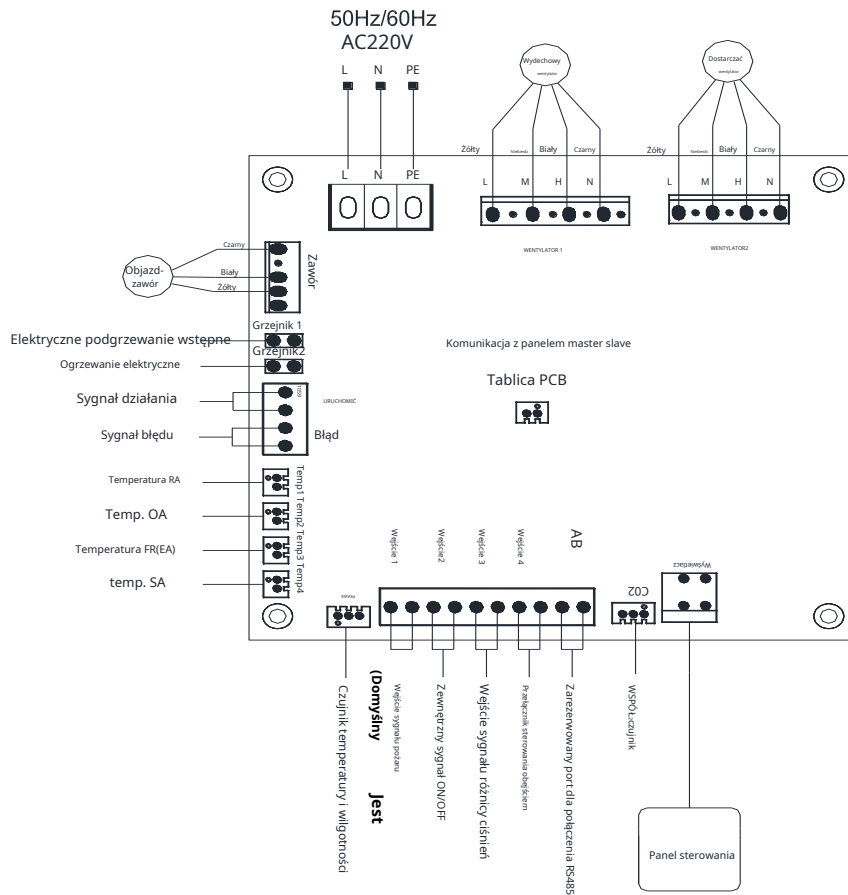 50Hz/60Hz
AC220V
L N PE
Wydechowy
wentylator
Dostarczać
wentylator
Żółty Niebieski Biały Czarny
Żółty Niebieski Biały Czarny
L N PE
L M H N
L M H N
WENTYLATOR 1
WENTYLATOR2
Objazd-
zawór
Czarny
Biały
Żółty
Zawór
Elektryczne podgrzewanie wstępne
Grzejnik 1
Ogrzewanie elektryczne
Grzejnik2
Komunikacja z panelem master slave
Tablica PCB
Sygnał działania
URUCHOMIĆ
Sygnał błędu
Błąd
Temperatura RA
Temp1
Temp. OA
Temp2
Temperatura FR(EA)
Temp3
temp. SA
Temp4
Wejście 1
Wejście2
Wejście 3
Wejście 4
AB
C02
Wyświetlacz
Czujnik temperatury i wilgotności
(Domyślny
Jest
Wejście sygnału pożaru
Zewnętrzny sygnał ON/OFF
Wejście sygnału różnicy ciśnień
Przełącznik sterowania obejściem
Zarezerwowany port dla połączenia RS485
Panel sterowania